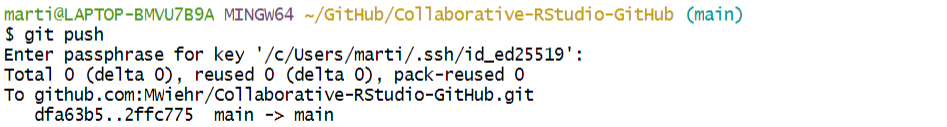 marti@LAPTOP-BMVU7B9A MINGW64 ~/GitHub/Collaborative-RStudio-GitHub (main)
$ git push
Enter passphrase for key '/c/Users/marti/.ssh/id_ed25519':
Total 0 (delta 0), reused 0 (delta 0), pack-reused 0
To github.com:MWiehr/Collaborative-RStudio-GitHub.git
   dfa63b5..2ffc775  main -> main